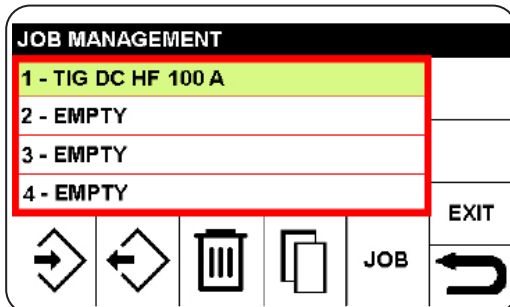 JOB MANAGEMENT
1 - TIG DC HF 100 A
2 - EMPTY
3 - EMPTY
4 - EMPTY
EXIT
JOB